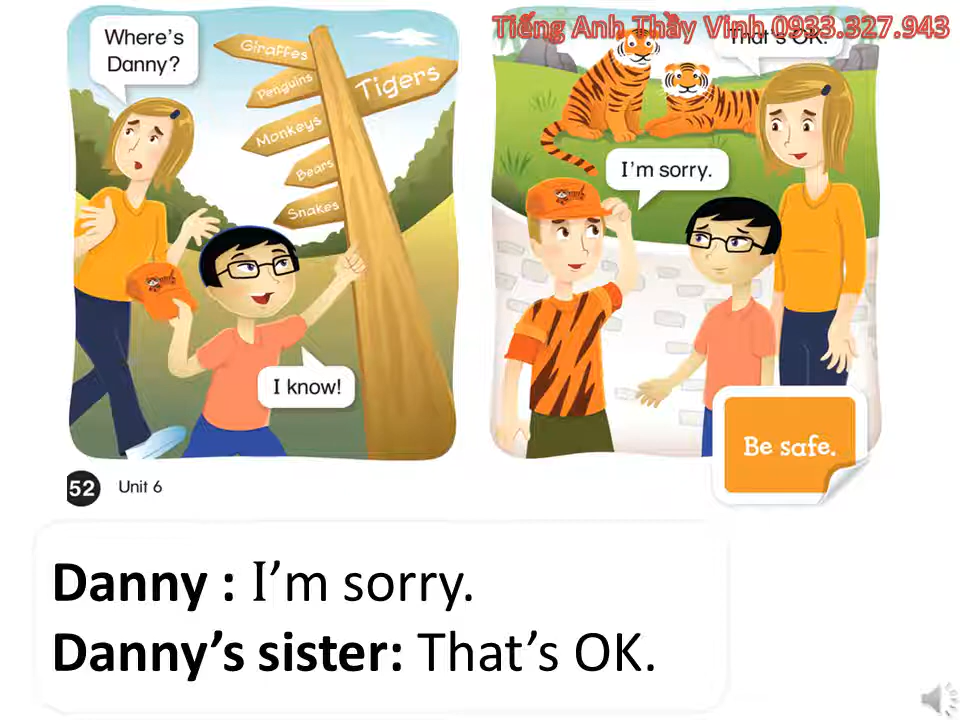 Tiếng Anh Thầy Vinh 0933.327.943
Where's
Danny?
Giraffes
Penguins
Tigers
Monkeys
Bears
Snakes
I know!
That's OK.
I'm sorry.
Be safe.
52 Unit 6
Danny : I'm sorry.
Danny's sister: That's OK.